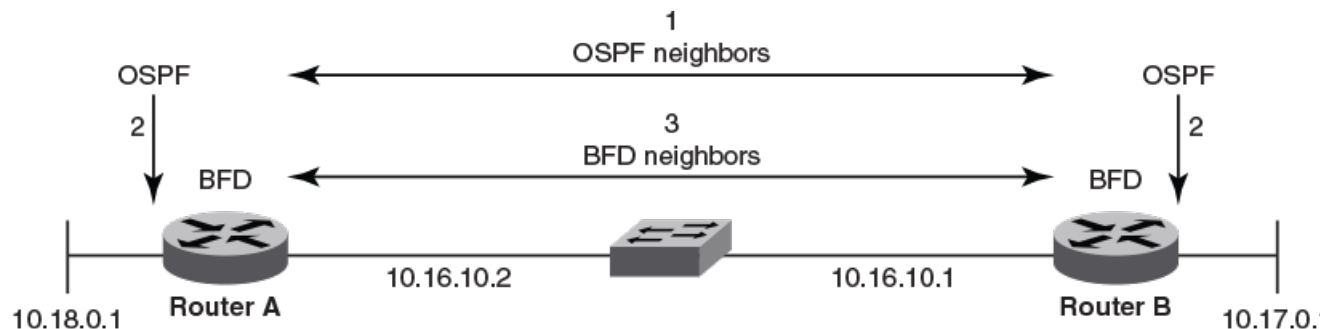 1
OSPF neighbors
OSPF
OSPF
2
2
3
BFD neighbors
BFD
BFD
10.16.10.2
10.16.10.1
Router A
Router B
10.18.0.1